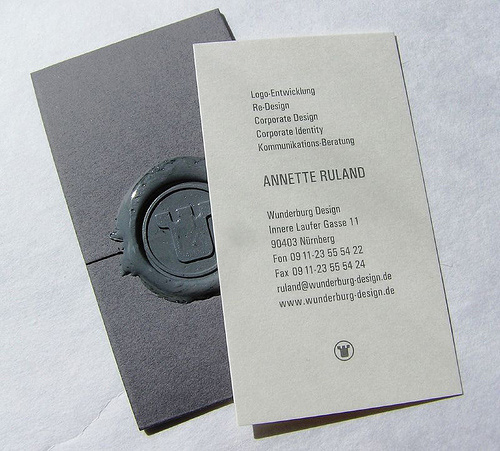 Logo-Entwicklung
Re-Design
Corporate Design
Corporate Identity
Kommunikations-Beratung
ANNETTE RULAND
Wunderburg Design
Innere Laufer Gasse 11
90403 Nürnberg
Fon 09 11-23 55 54 22
Fax 09 11-23 55 54 24
ruland@wunderburg-design.de
www.wunderburg-design.de